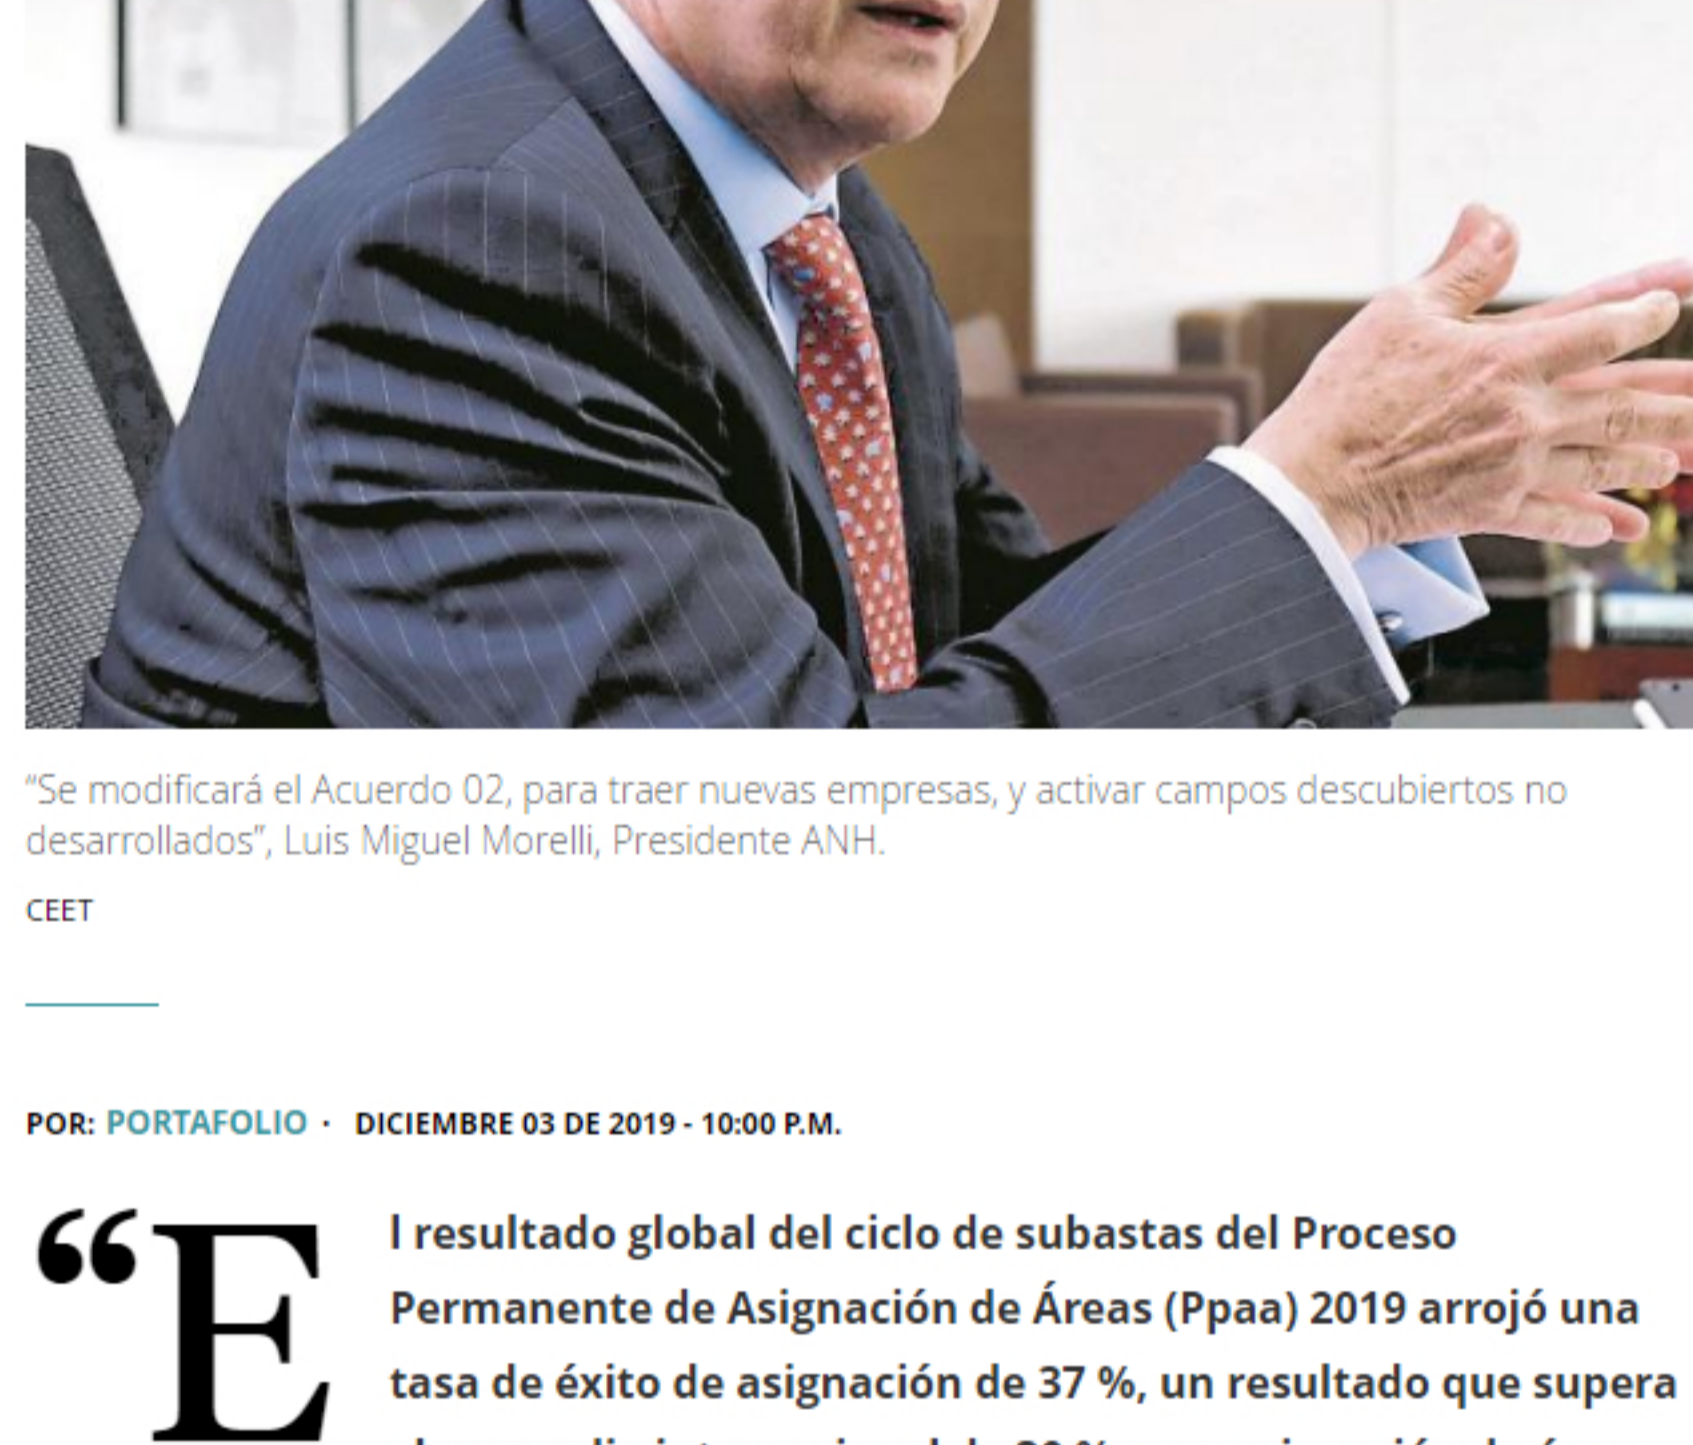 “Se modificará el Acuerdo 02, para traer nuevas empresas, y activar campos descubiertos no
desarrollados”, Luis Miguel Morelli, Presidente ANH.
CEET
POR: PORTAFOLIO · DICIEMBRE 03 DE 2019 - 10:00 P.M.
“El resultado global del ciclo de subastas del Proceso
Permanente de Asignación de Áreas (Ppaa) 2019 arrojó una
tasa de éxito de asignación de 37 %, un resultado que supera